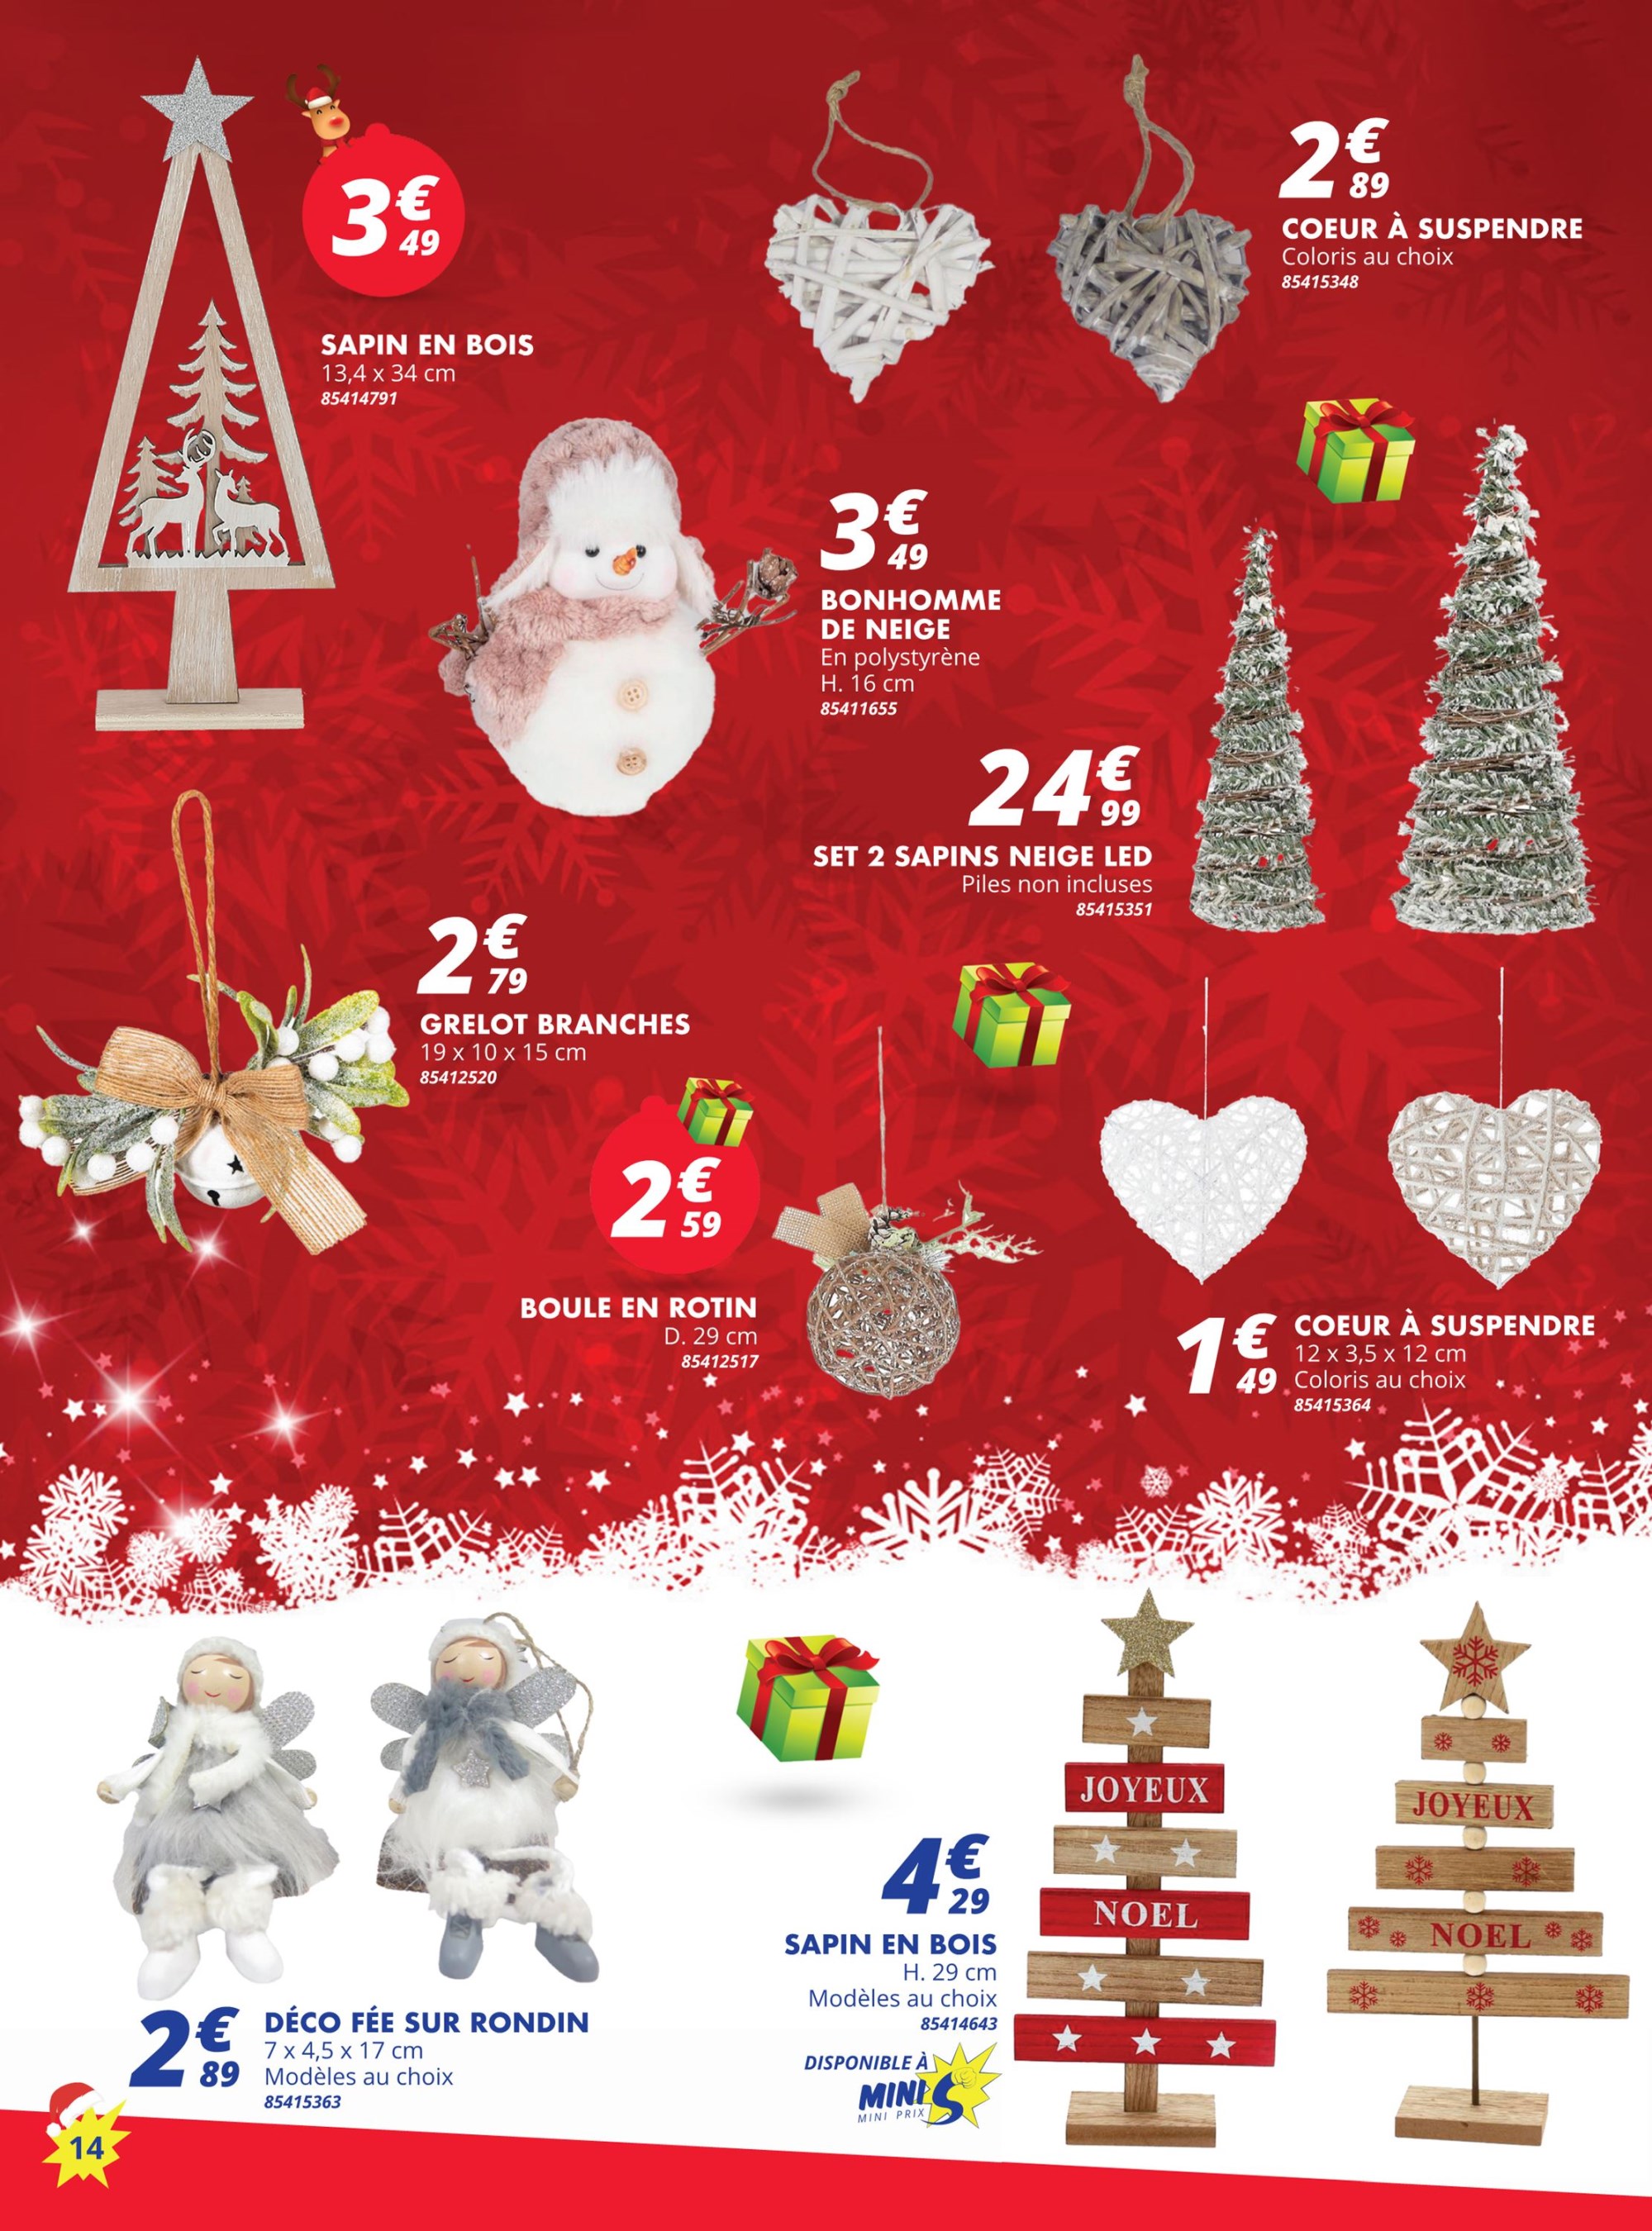 3€49
SAPIN EN BOIS
13,4 x 34 cm
85414791
2€89
COEUR À SUSPENDRE
Coloris au choix
85415348
3€49
BONHOMME
DE NEIGE
En polystyrène
H. 16 cm
85411655
24€99
SET 2 SAPINS NEIGE LED
Piles non incluses
85415351
2€79
GRELOT BRANCHES
19 x 10 x 15 cm
85412520
2€59
BOULE EN ROTIN
D. 29 cm
85412517
1€49
COEUR À SUSPENDRE
12 x 3,5 x 12 cm
Coloris au choix
85415364
2€89
DÉCO FÉE SUR RONDIN
7 x 4,5 x 17 cm
Modèles au choix
85415363
4€29
SAPIN EN BOIS
H. 29 cm
Modèles au choix
85414643
DISPONIBLE À
MINI S
MINI PRIX
JOYEUX
NOEL
JOYEUX
NOEL
14